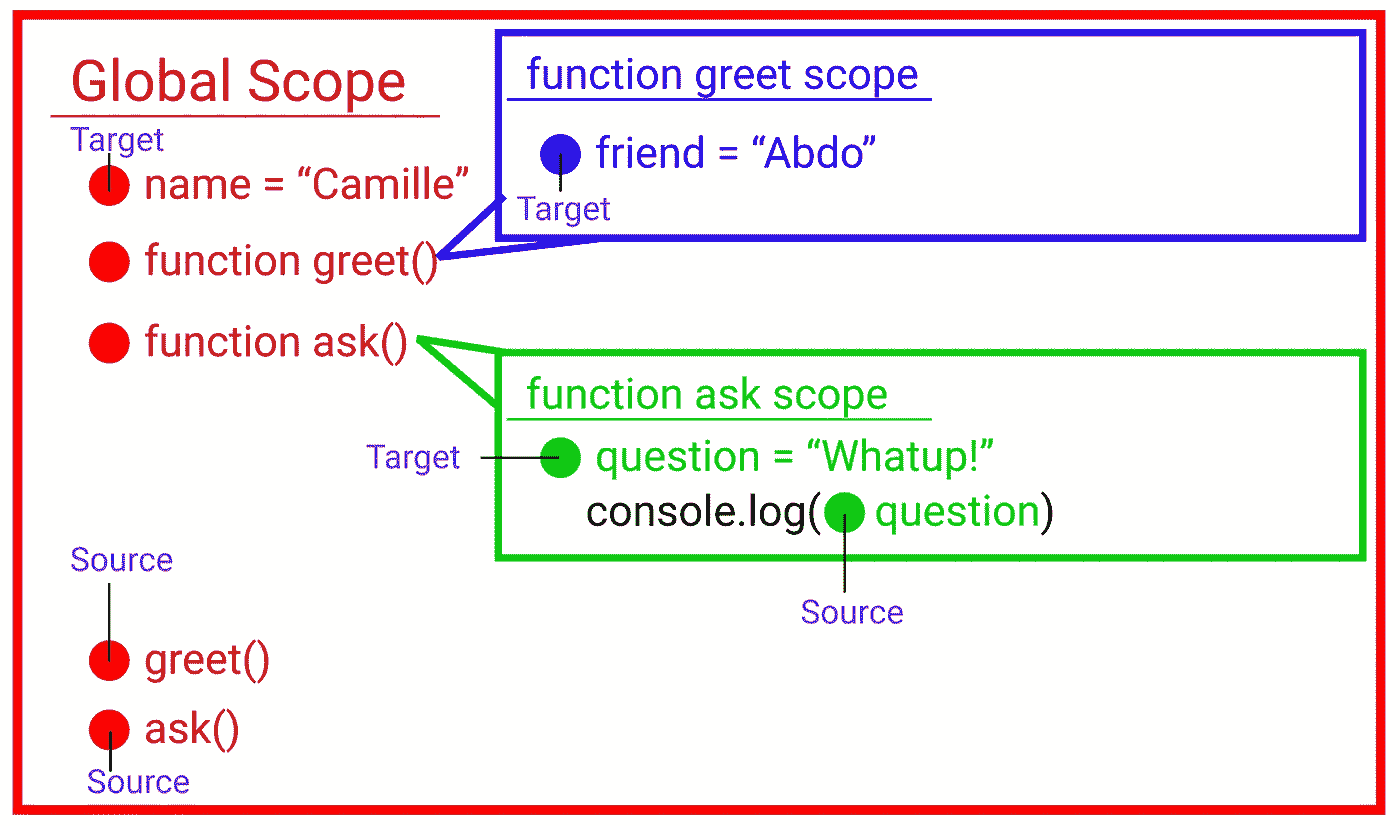 Global Scope
Target
name = “Camille”
function greet()
function ask()
function greet scope
friend = “Abdo”
Target
function ask scope
Target
question = “Whatup!”
console.log( question)
Source
Source
greet()
ask()
Source